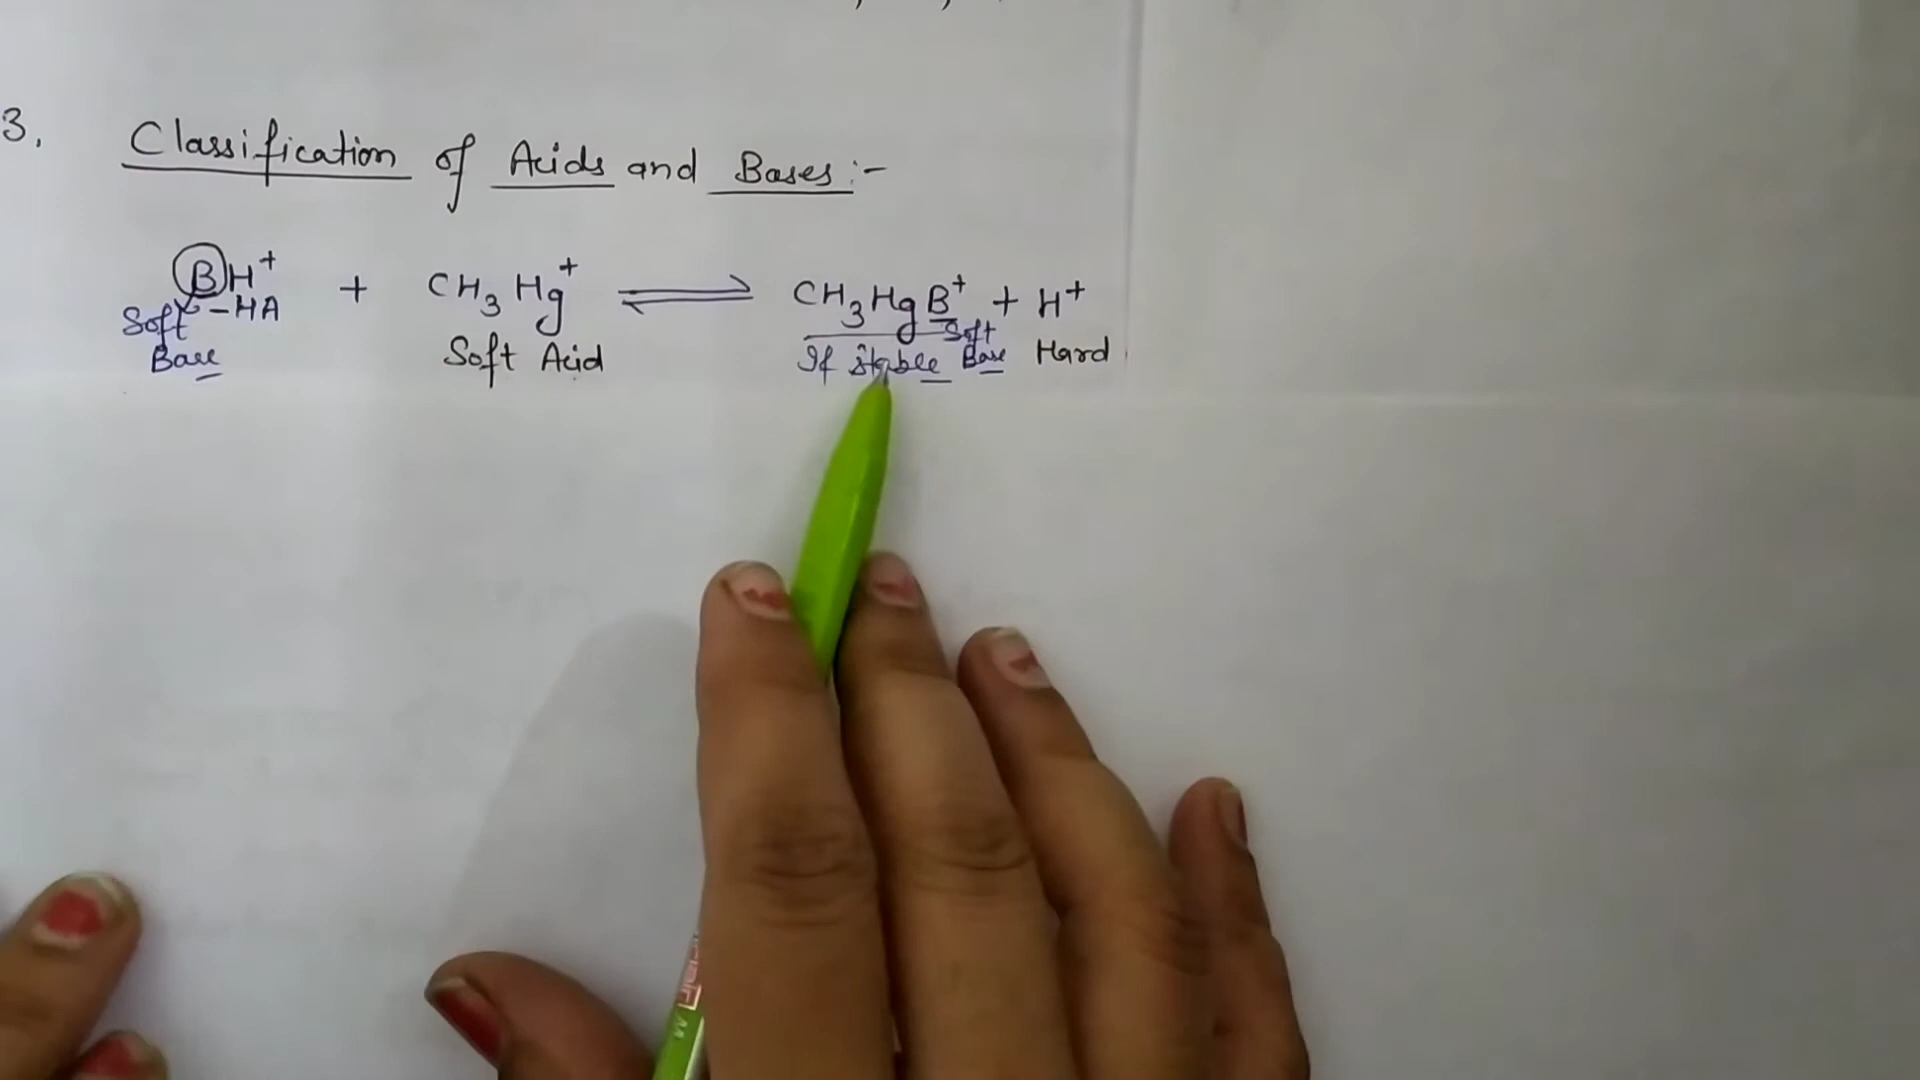 3. Classification of Acids and Bases :-
BH⁺ + CH₃Hg⁺ ⇌ CH₃HgB⁺ + H⁺
Soft - HA Soft
Base Soft Acid If stable Base Hard